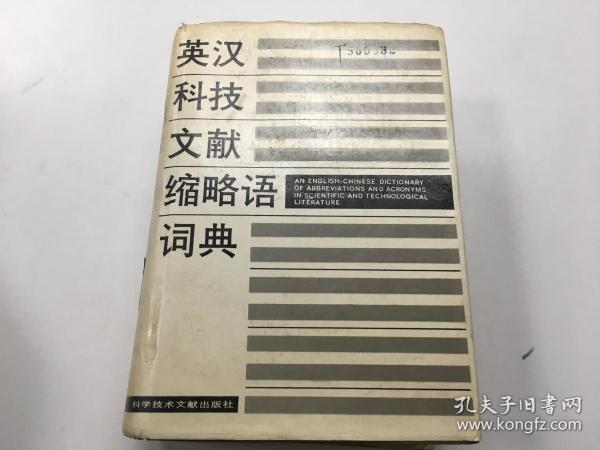 英汉
科技
文献
缩略语
词典
AN ENGLISH-CHINESE DICTIONARY
OF ABBREVIATIONS AND ACRONYMS
IN SCIENTIFIC AND TECHNOLOGICAL
LITERATURE
科学技术文献出版社
孔夫子旧书网
www.kongfz.com